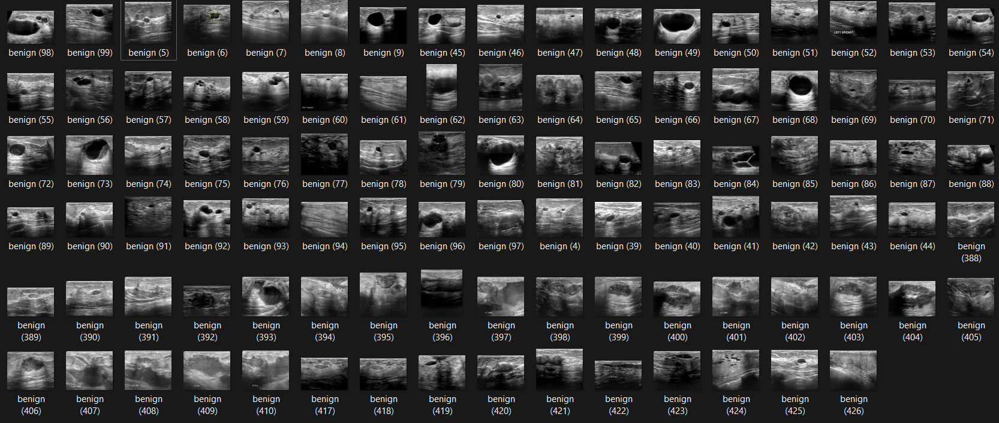 benign (98) benign (99) benign (5) benign (6) benign (7) benign (8) benign (9) benign (45) benign (46) benign (47) benign (48) benign (49) benign (50) benign (51) benign (52) benign (53) benign (54)
LEFT BREAST
benign (55) benign (56) benign (57) benign (58) benign (59) benign (60) benign (61) benign (62) benign (63) benign (64) benign (65) benign (66) benign (67) benign (68) benign (69) benign (70) benign (71)
RIGHT BREAST
benign (72) benign (73) benign (74) benign (75) benign (76) benign (77) benign (78) benign (79) benign (80) benign (81) benign (82) benign (83) benign (84) benign (85) benign (86) benign (87) benign (88)
benign (89) benign (90) benign (91) benign (92) benign (93) benign (94) benign (95) benign (96) benign (97) benign (4) benign (39) benign (40) benign (41) benign (42) benign (43) benign (44) benign (388)
benign (389) benign (390) benign (391) benign (392) benign (393) benign (394) benign (395) benign (396) benign (397) benign (398) benign (399) benign (400) benign (401) benign (402) benign (403) benign (404) benign (405)
benign (406) benign (407) benign (408) benign (409) benign (410) benign (417) benign (418) benign (419) benign (420) benign (421) benign (422) benign (423) benign (424) benign (425) benign (426)